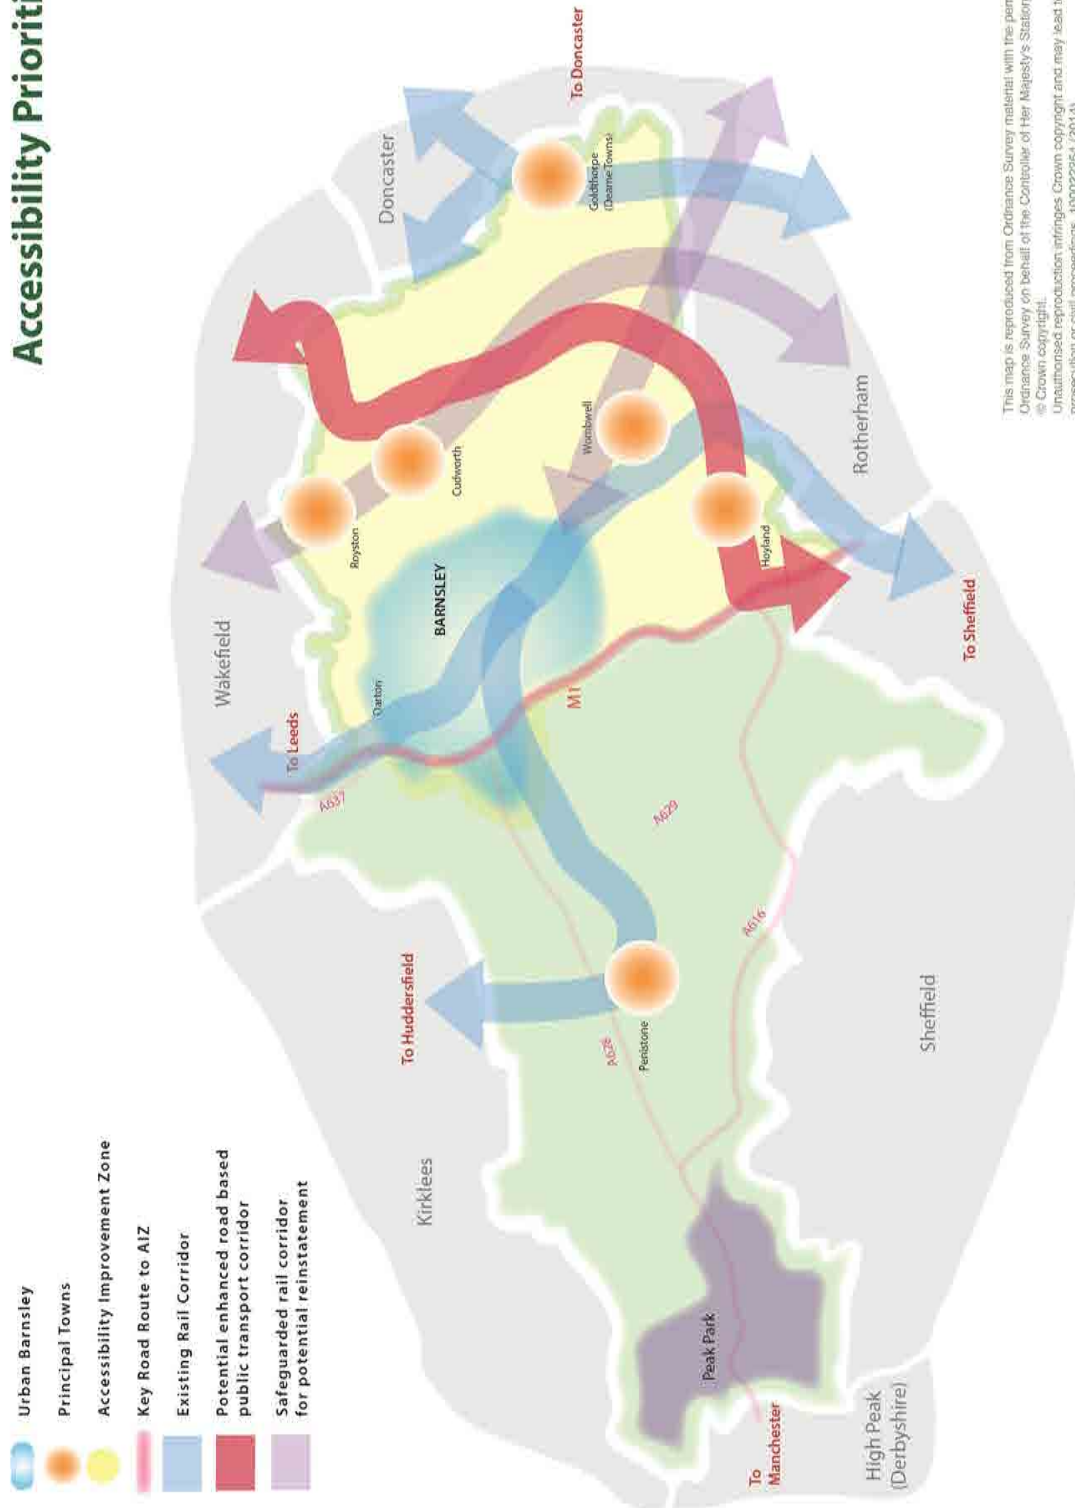 Accessibility Prioriti
Urban Barnsley
Principal Towns
Accessibility Improvement Zone
Key Road Route to AIZ
Existing Rail Corridor
Potential enhanced road based
public transport corridor
Safeguarded rail corridor
for potential reinstatement
Wakefield
Doncaster
To Doncaster
To Leeds
A637
Royston
Cudworth
Darton
BARNSLEY
Goldthorpe
(Dearne Towns)
Wombwell
Kirklees
To Huddersfield
M1
Hoyland
Rotherham
A628
Penistone
A629
A616
To Sheffield
Sheffield
Peak Park
To
Manchester
High Peak
(Derbyshire)
This map is reproduced from Ordnance Survey material with the per
Ordnance Survey on behalf of the Controller of Her Majesty's Station
© Crown copyright.
Unauthorised reproduction infringes Crown copyright and may lead t
prosecution or civil proceedings.